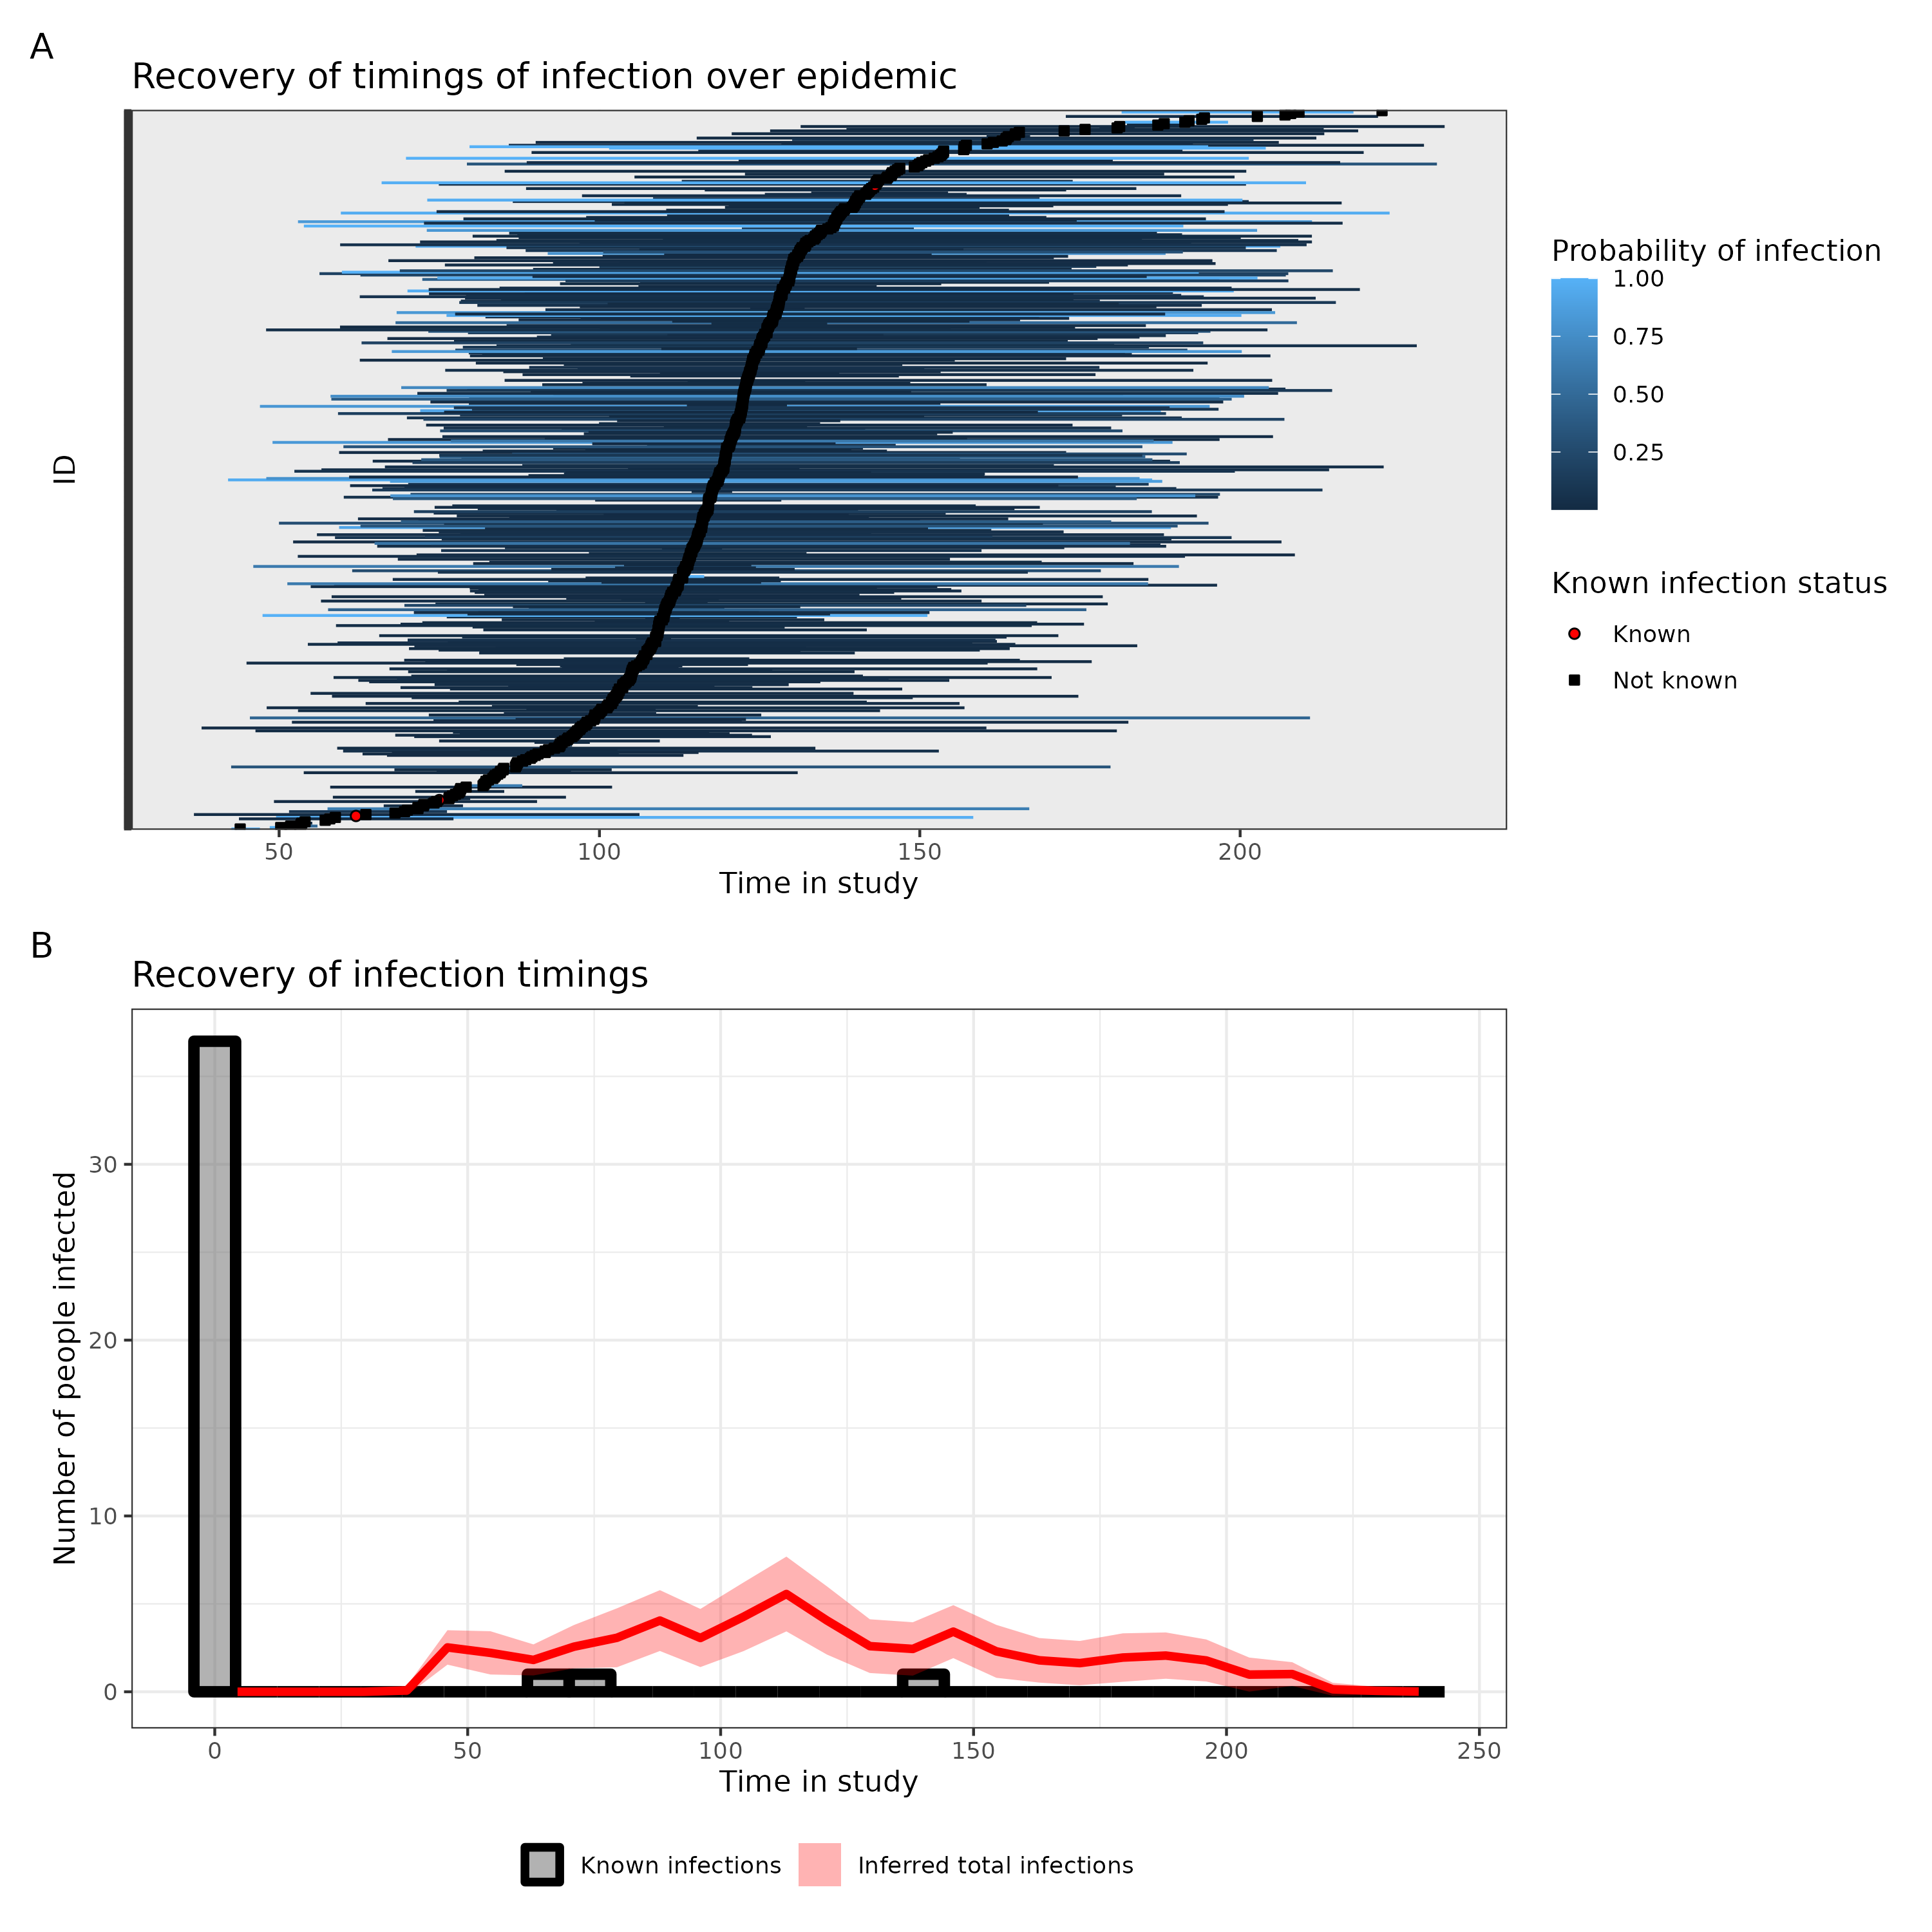 A
Recovery of timings of infection over epidemic
ID
50 100 150 200
Time in study
Probability of infection
1.00
0.75
0.50
0.25
Known infection status
Known
Not known
B
Recovery of infection timings
Number of people infected
30
20
10
0
0 50 100 150 200 250
Time in study
Known infections Inferred total infections